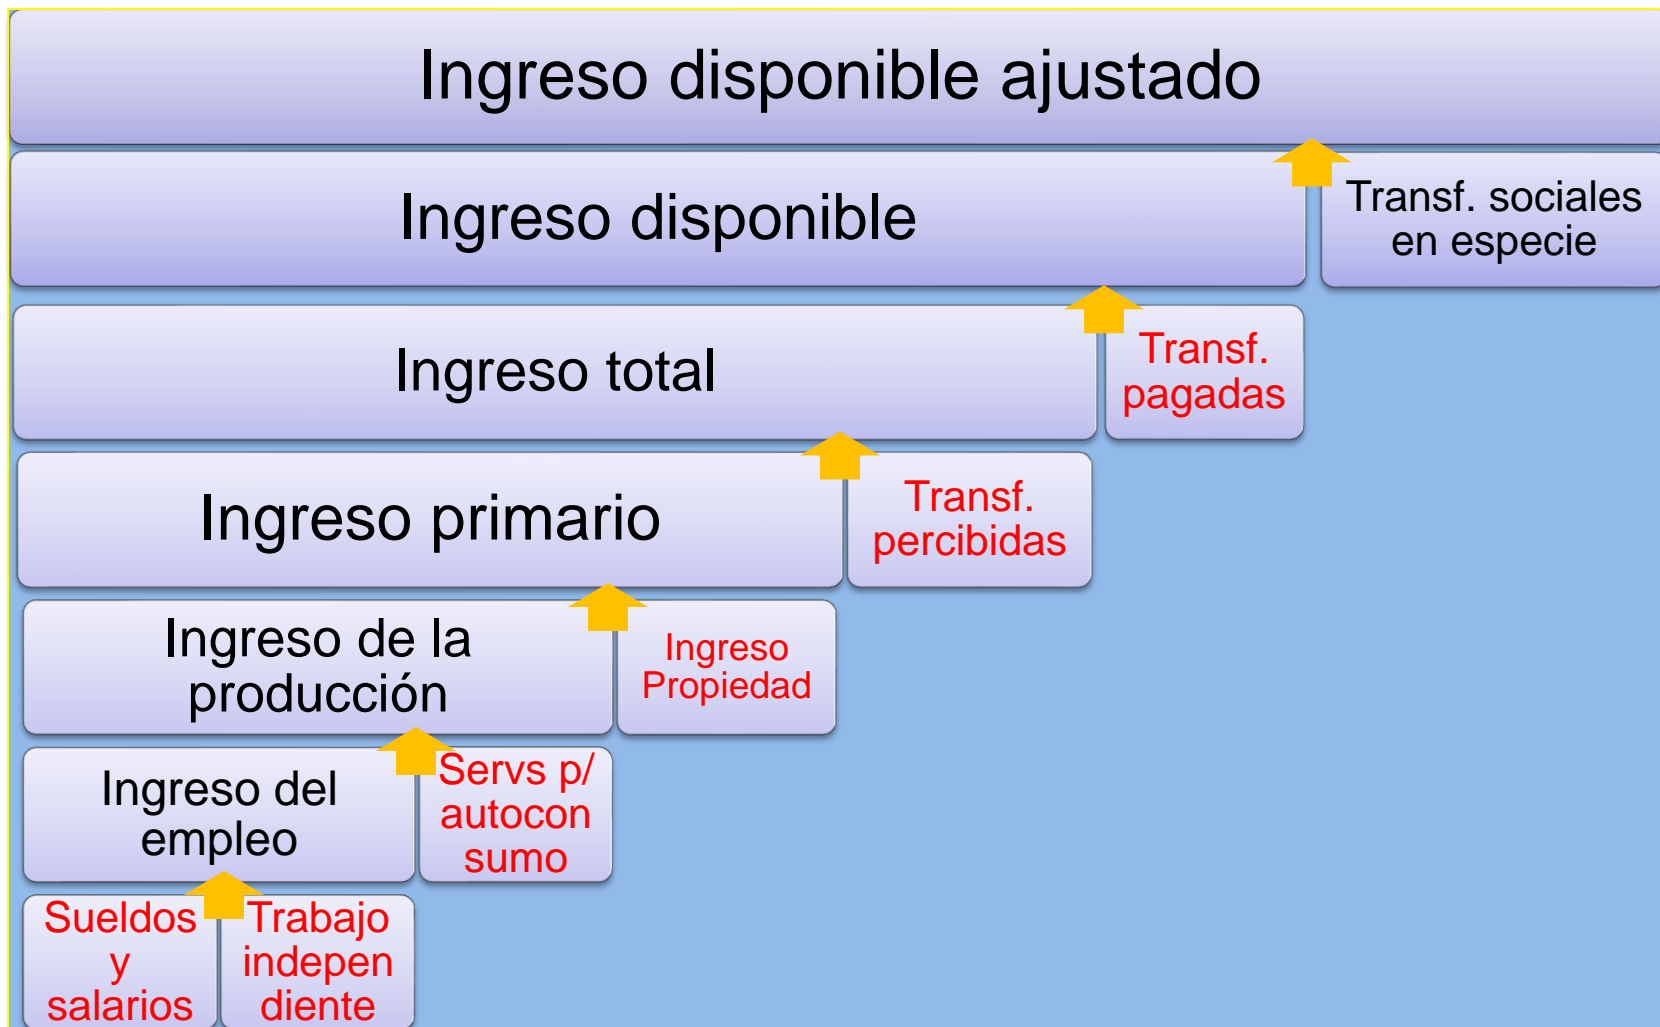 Ingreso disponible ajustado
Ingreso disponible
Transf. sociales
en especie
Ingreso total
Transf.
pagadas
Ingreso primario
Transf.
percibidas
Ingreso de la
producción
Ingreso
Propiedad
Ingreso del
empleo
Servs p/
autocon
sumo
Sueldos
y
salarios
Trabajo
indepen
diente